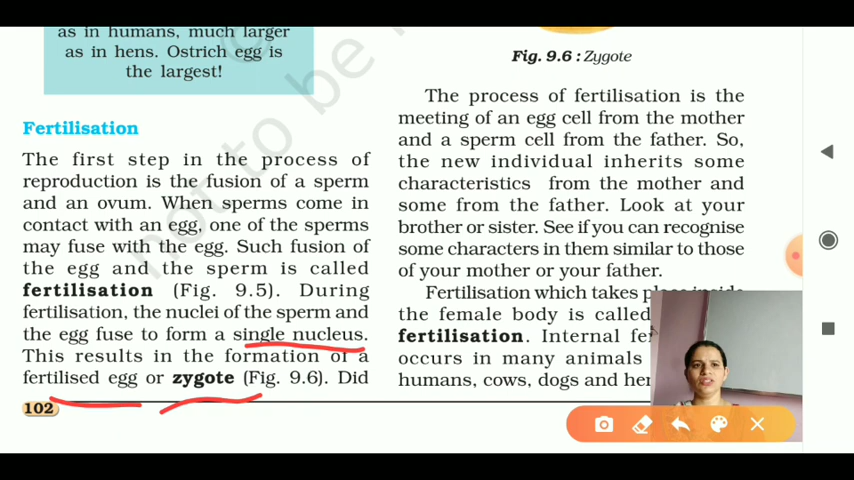 as in humans, much larger
as in hens. Ostrich egg is
the largest!
Fertilisation
The first step in the process of
reproduction is the fusion of a sperm
and an ovum. When sperms come in
contact with an egg, one of the sperms
may fuse with the egg. Such fusion of
the egg and the sperm is called
fertilisation (Fig. 9.5). During
fertilisation, the nuclei of the sperm and
the egg fuse to form a single nucleus.
This results in the formation of a
fertilised egg or zygote (Fig. 9.6). Did
102
Fig. 9.6 : Zygote
The process of fertilisation is the
meeting of an egg cell from the mother
and a sperm cell from the father. So,
the new individual inherits some
characteristics from the mother and
some from the father. Look at your
brother or sister. See if you can recognise
some characters in them similar to those
of your mother or your father.
Fertilisation which takes place inside
the female body is called
fertilisation. Internal
occurs in many animals
humans, cows, dogs and
not to be